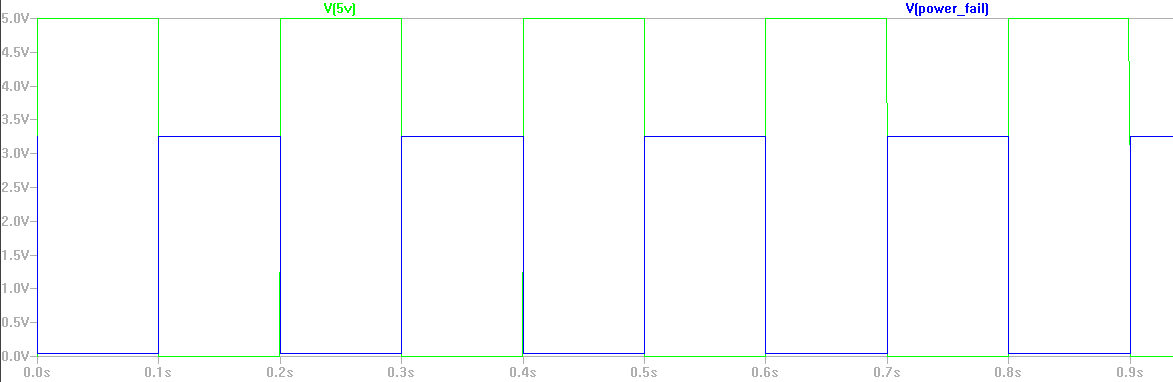 V(5v) V(power_fail)
5.0V
4.5V
4.0V
3.5V
3.0V
2.5V
2.0V
1.5V
1.0V
0.5V
0.0V
0.0s 0.1s 0.2s 0.3s 0.4s 0.5s 0.6s 0.7s 0.8s 0.9s